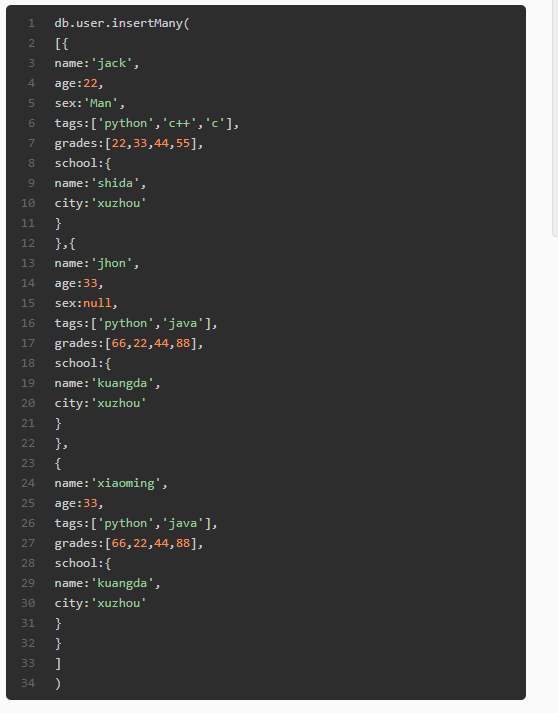 1 db.user.insertMany(
2 [{
3 name:'jack',
4 age:22,
5 sex:'Man',
6 tags:['python','c++','c'],
7 grades:[22,33,44,55],
8 school:{
9 name:'shida',
10 city:'xuzhou'
11 }
12 },{
13 name:'jhon',
14 age:33,
15 sex:null,
16 tags:['python','java'],
17 grades:[66,22,44,88],
18 school:{
19 name:'kuangda',
20 city:'xuzhou'
21 }
22 },
23 {
24 name:'xiaoming',
25 age:33,
26 tags:['python','java'],
27 grades:[66,22,44,88],
28 school:{
29 name:'kuangda',
30 city:'xuzhou'
31 }
32 }
33 ]
34 )